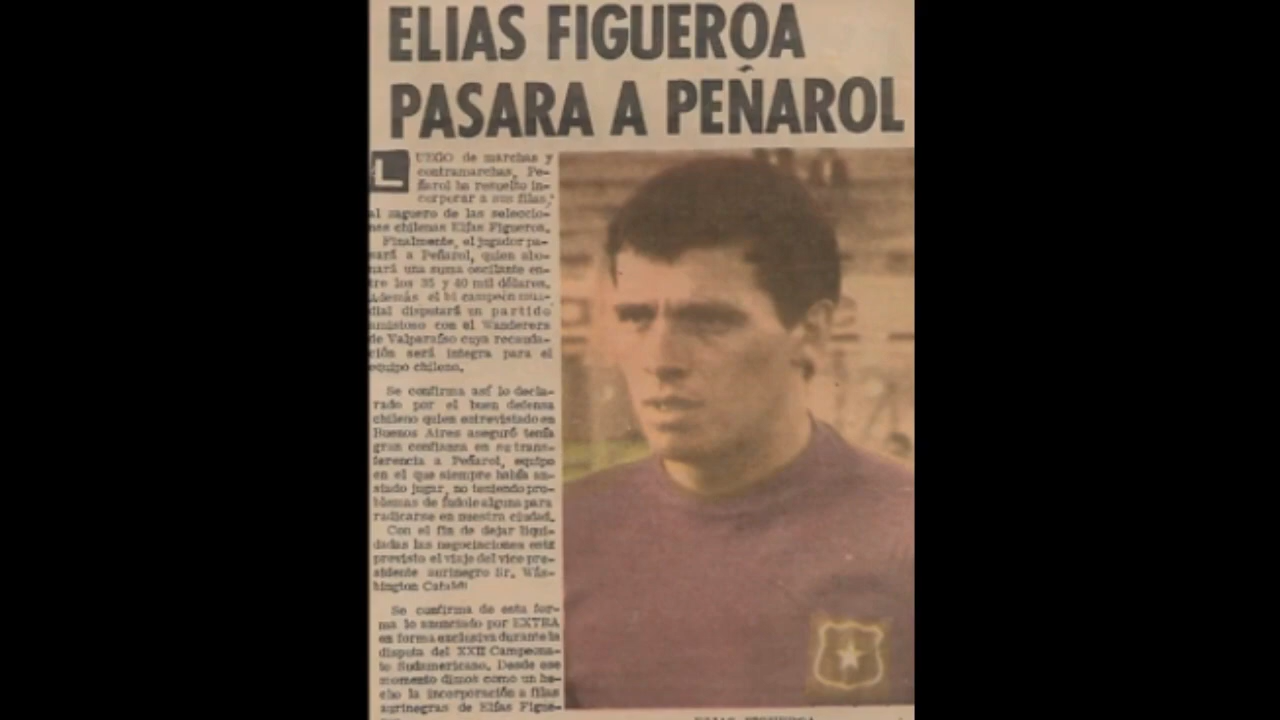 ELIAS FIGUEROA
PASARA A PEÑAROL
LUEGO de marchas y
contramarchas, Pe-
ñarol ha resuelto in-
corporar a sus filas,
al zaguero de las seleccio-
nes chilenas Elías Figueroa.
Finalmente, el jugador pa-
sará a Peñarol, quien abo-
nará una suma oscilante en-
tre los 35 y 40 mil dólares.
Además el bi campeón mun-
dial disputará un partido
amistoso con el Wanderers
de Valparaíso cuya recauda-
ción será integra para el
equipo chileno.
Se confirma así lo decla-
rado por el buen defensa
chileno quien entrevistado en
Buenos Aires aseguró tenía
gran confianza en su trans-
ferencia a Peñarol, equipo
en el que siempre había an-
siado jugar, no teniendo pro-
blemas de índole alguna para
radicarse en nuestra ciudad.
Con el fin de dejar liqui-
dadas las negociaciones está
previsto el viaje del vice pre-
sidente aurinegro Sr. Wás-
hington Cataldi
Se confirma de esta for-
ma lo anunciado por EXTRA
en forma exclusiva durante la
disputa del XXII Campeona-
to Sudamericano. Desde ese
momento dimos como un he-
cho la incorporación a filas
aurinegras de Elías Figue-
ELIAS FIGUEROA